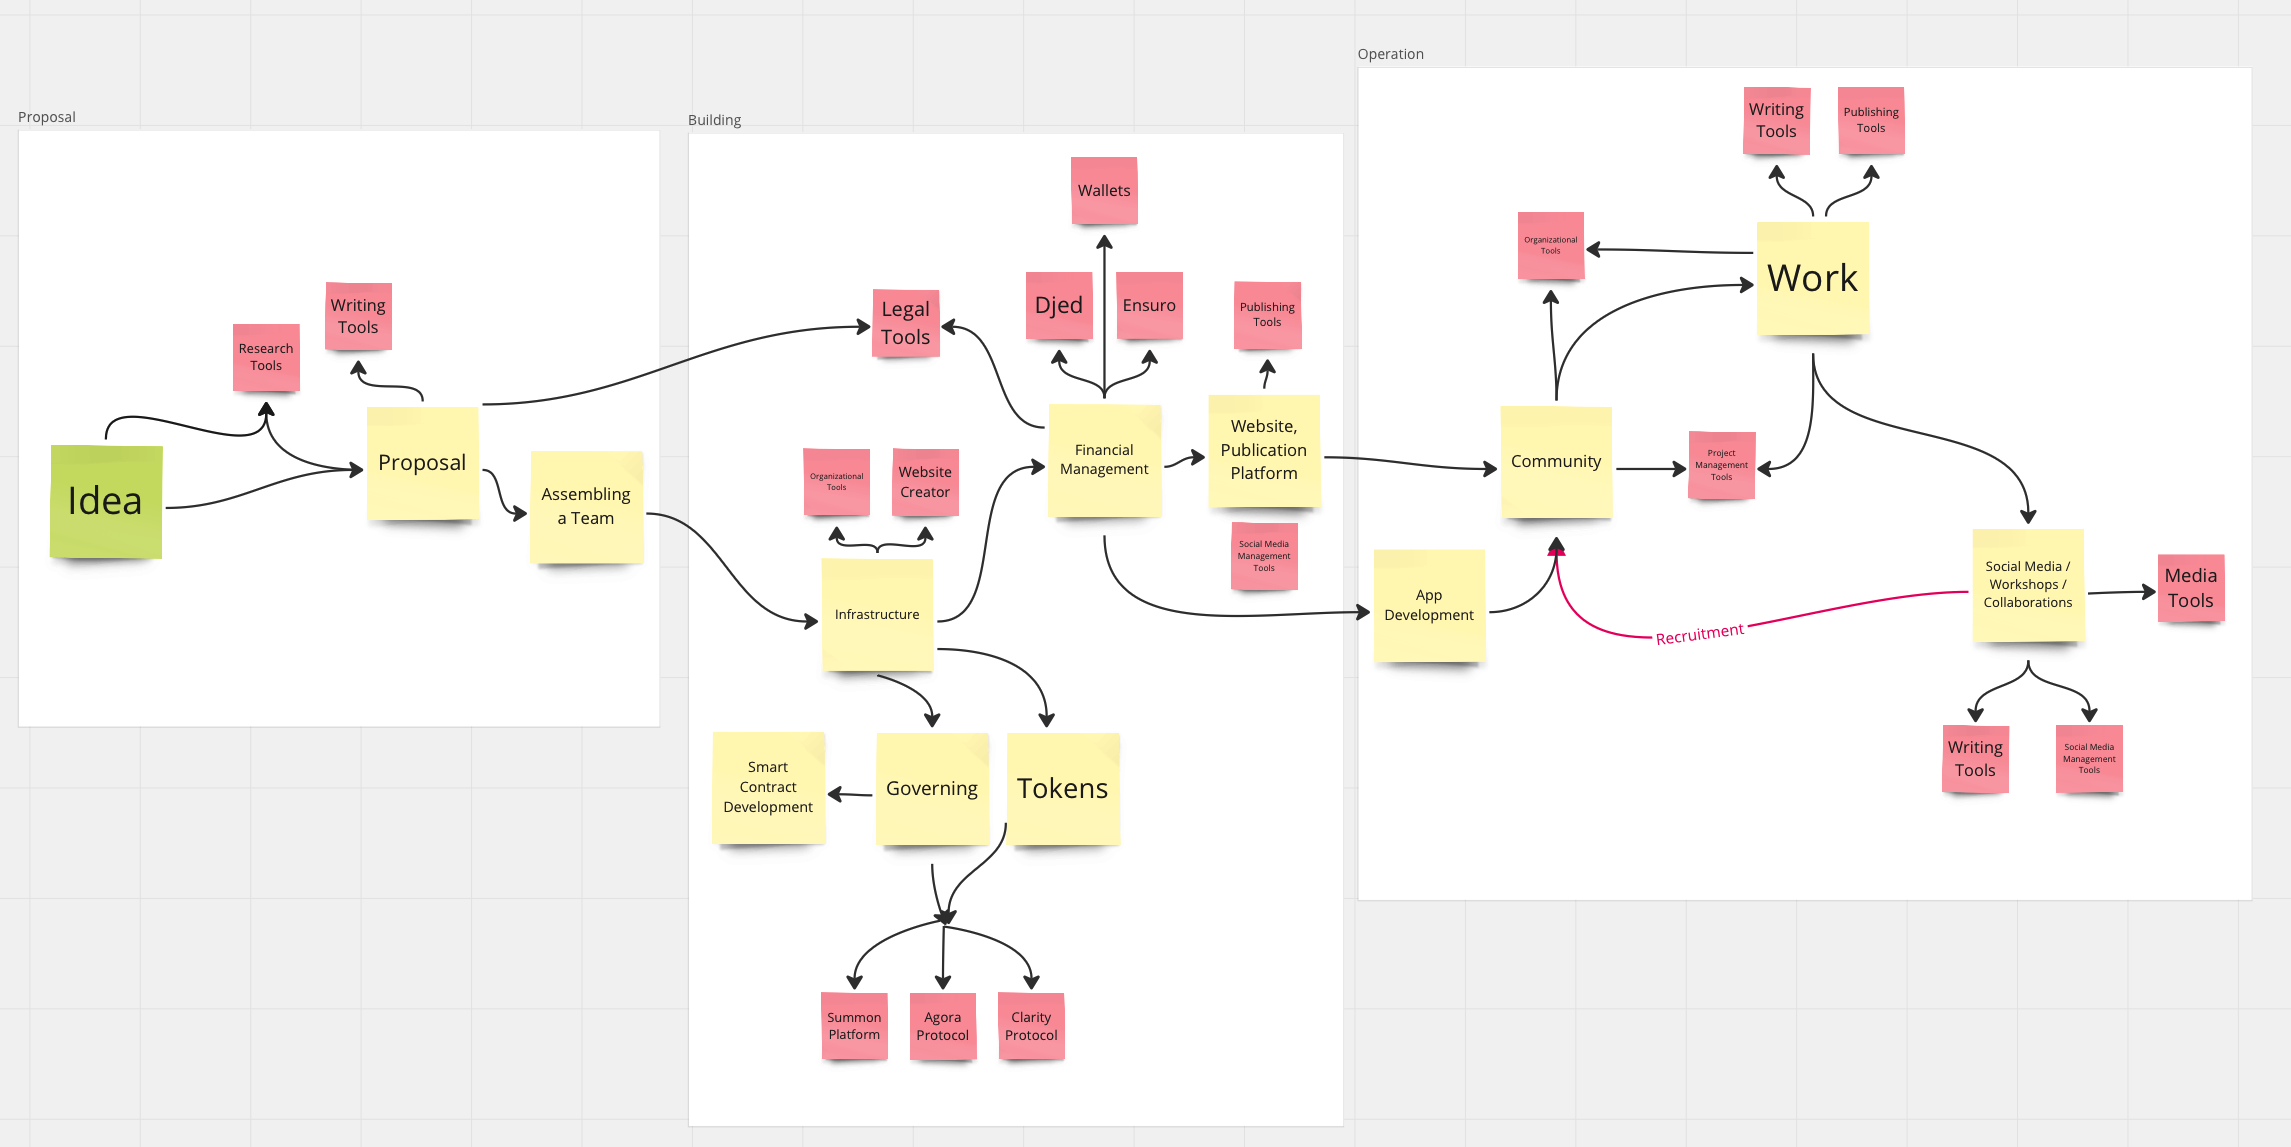 Proposal
Research
Tools
Writing
Tools
Idea
Proposal
Assembling
a Team
Building
Wallets
Legal
Tools
Djed
Ensuro
Publishing
Tools
Organizational
Tools
Website
Creator
Financial
Management
Website,
Publication
Platform
Social Media
Management
Tools
Infrastructure
Smart
Contract
Development
Governing
Tokens
Summon
Platform
Agora
Protocol
Clarity
Protocol
Operation
Writing
Tools
Publishing
Tools
Organizational
Tools
Work
Community
Project
Management
Tools
App
Development
Recruitment
Social Media /
Workshops /
Collaborations
Media
Tools
Writing
Tools
Social Media
Management
Tools